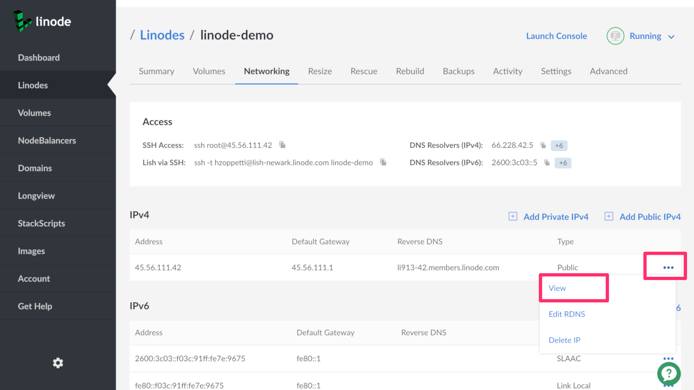 linode
Dashboard
Linodes
Volumes
NodeBalancers
Domains
Longview
StackScripts
Images
Account
Get Help
/ Linodes / linode-demo
Launch Console
Running
Summary Volumes Networking Resize Rescue Rebuild Backups Activity Settings Advanced
Access
SSH Access: ssh root@45.56.111.42
DNS Resolvers (IPv4): 66.228.42.5 +6
Lish via SSH: ssh -t hzoppetti@lish-newark.linode.com linode-demo
DNS Resolvers (IPv6): 2600:3c03::5 +6
IPv4
Add Private IPv4 Add Public IPv4
Address Default Gateway Reverse DNS Type
45.56.111.42 45.56.111.1 li913-42.members.linode.com Public
View
Edit RDNS
Delete IP
IPv6
6
Address Default Gateway Reverse DNS
2600:3c03::f03c:91ff:fe7e:9675 fe80::1 SLAAC
fe80::f03c:91ff:fe7e:9675 fe80::1 Link Local